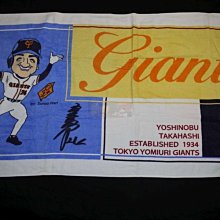 Giants
YOSHINOBU
TAKAHASHI
ESTABLISHED 1934
TOKYO YOMIURI GIANTS